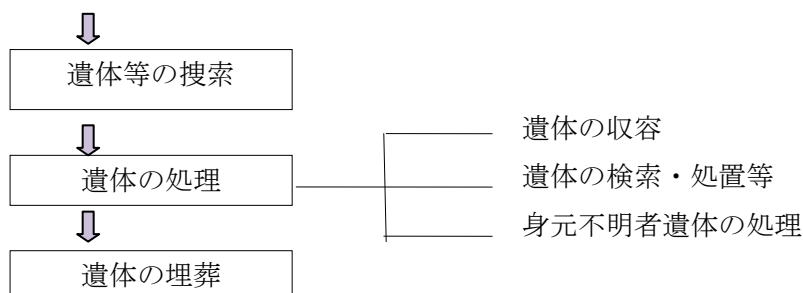 遺体等の捜索
遺体の収容
遺体の処理
遺体の検索・処置等
身元不明者遺体の処理
遺体の埋葬